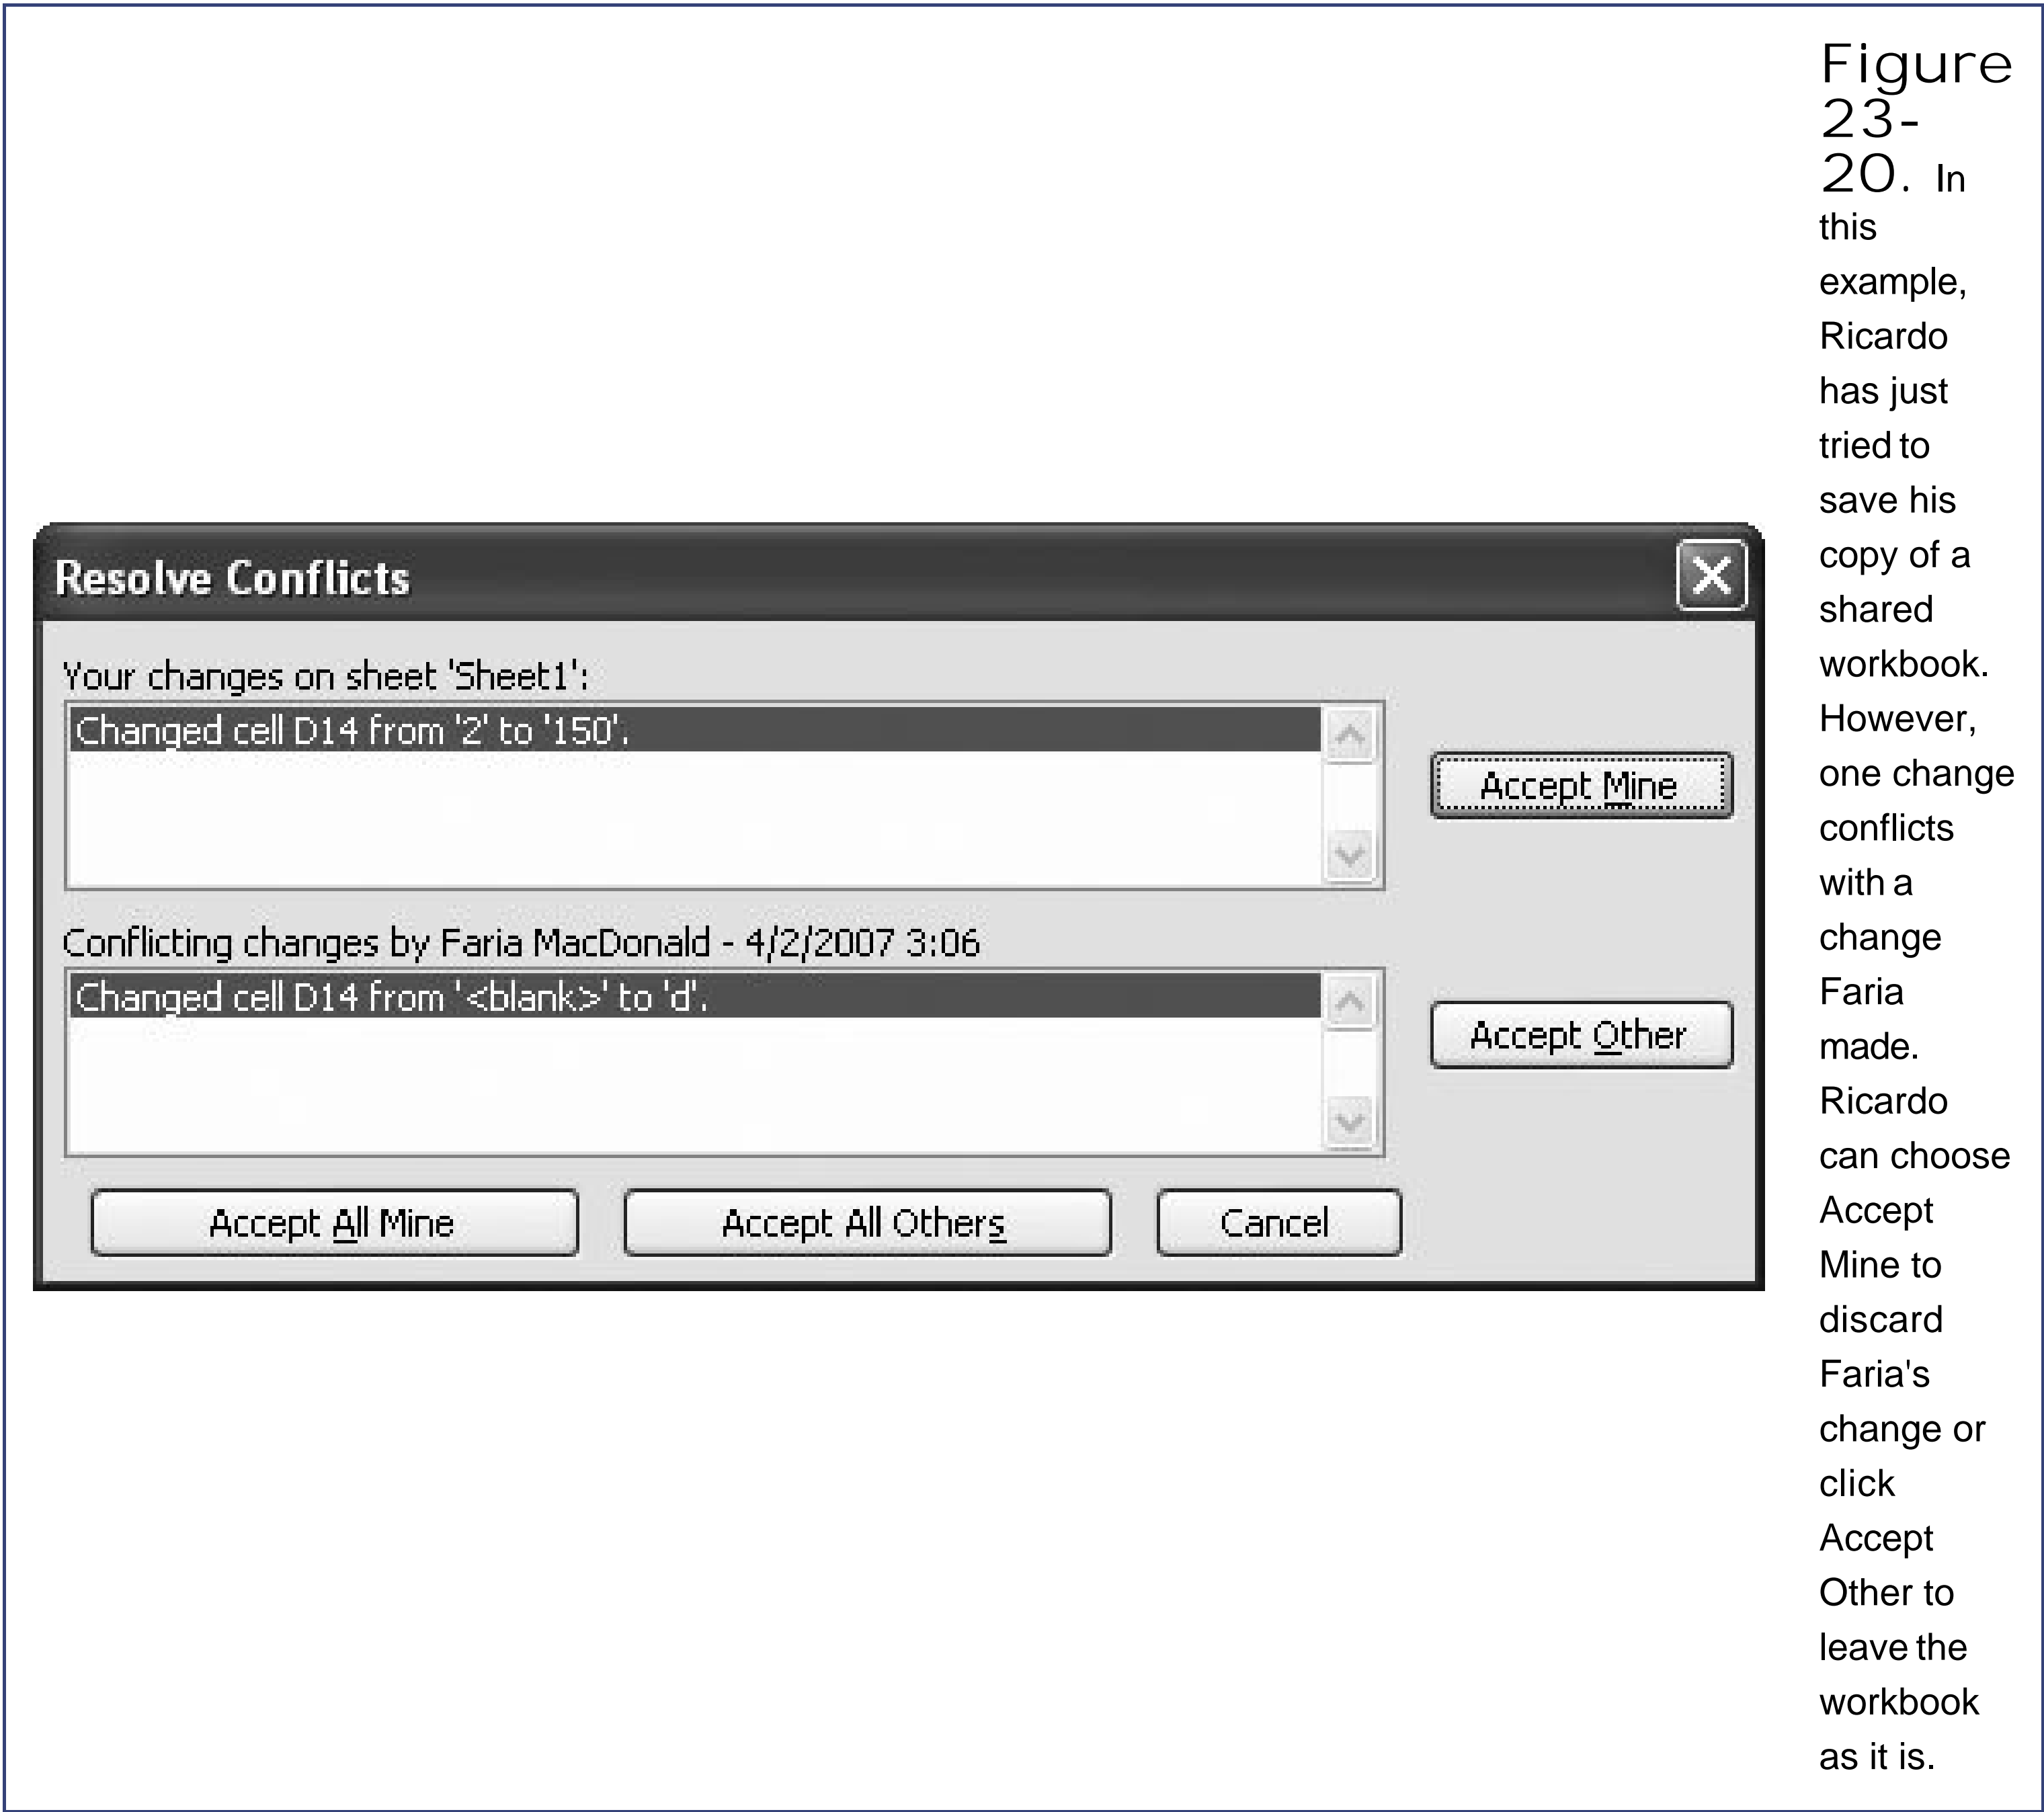 Resolve Conflicts
Your changes on sheet 'Sheet1':
Changed cell D14 from '2' to '150'.
Accept Mine
Conflicting changes by Faria MacDonald - 4/2/2007 3:06
Changed cell D14 from '<blank>' to 'd'.
Accept Other
Accept All Mine
Accept All Others
Cancel
Figure
23-
20. In
this
example,
Ricardo
has just
tried to
save his
copy of a
shared
workbook.
However,
one change
conflicts
with a
change
Faria
made.
Ricardo
can choose
Accept
Mine to
discard
Faria's
change or
click
Accept
Other to
leave the
workbook
as it is.